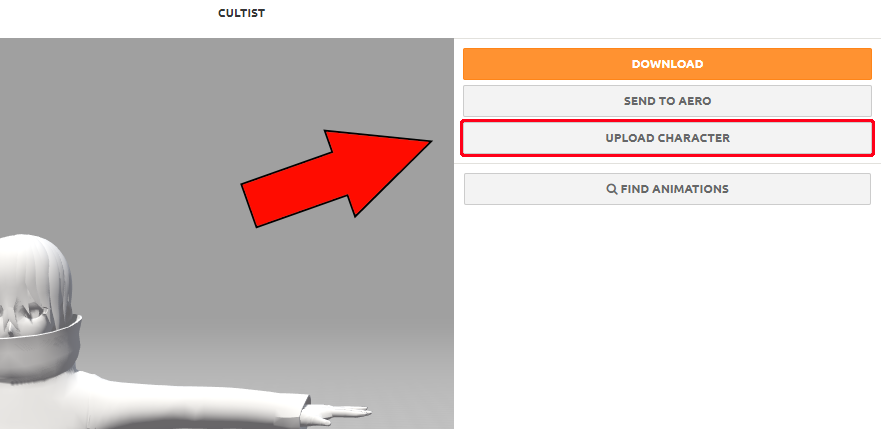 CULTIST
DOWNLOAD
SEND TO AERO
UPLOAD CHARACTER
FIND ANIMATIONS